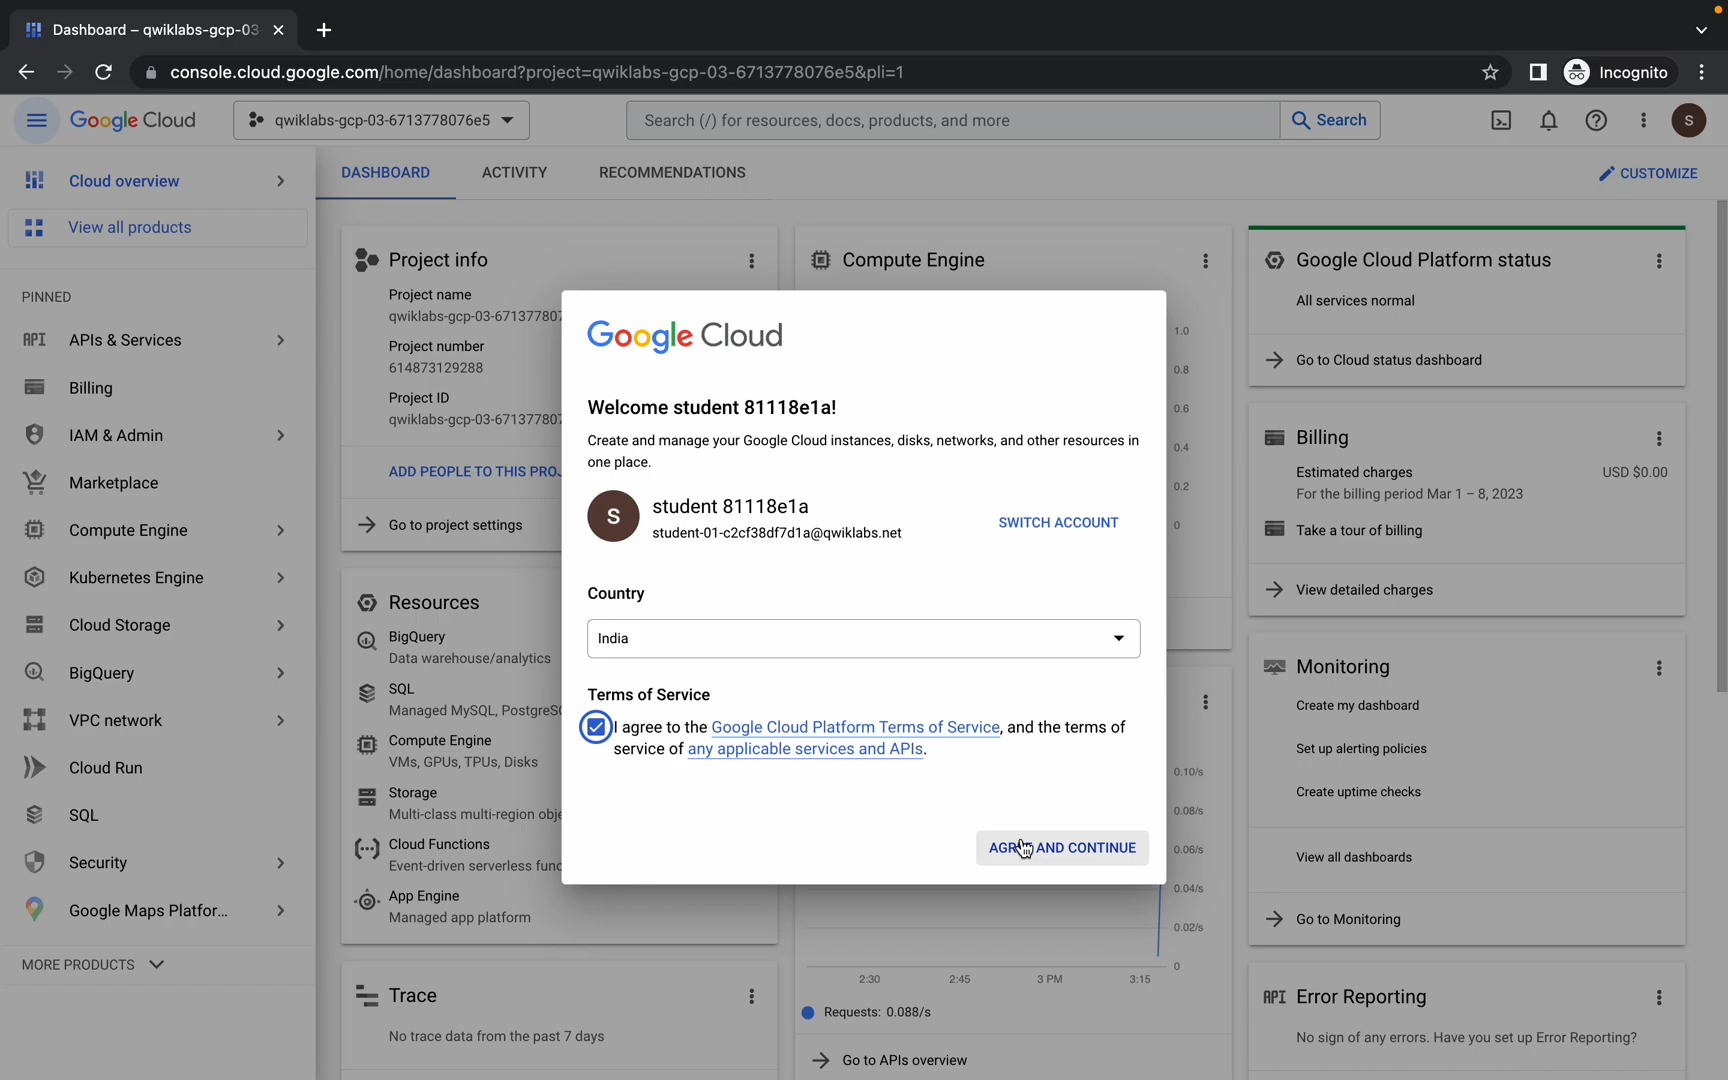 Dashboard – qwiklabs-gcp-03
console.cloud.google.com/home/dashboard?project=qwiklabs-gcp-03-6713778076e5&pli=1
Incognito
Google Cloud
qwiklabs-gcp-03-6713778076e5
Search (/) for resources, docs, products, and more
Search
S
Cloud overview
View all products
PINNED
API APIs & Services
Billing
IAM & Admin
Marketplace
Compute Engine
Kubernetes Engine
Cloud Storage
BigQuery
VPC network
Cloud Run
SQL
Security
Google Maps Platfor...
MORE PRODUCTS
DASHBOARD
ACTIVITY
RECOMMENDATIONS
CUSTOMIZE
Project info
Project name
qwiklabs-gcp-03-67137780
Project number
614873129288
Project ID
qwiklabs-gcp-03-67137780
ADD PEOPLE TO THIS PROJ
Go to project settings
Resources
BigQuery
Data warehouse/analytics
SQL
Managed MySQL, PostgreS
Compute Engine
VMs, GPUs, TPUs, Disks
Storage
Multi-class multi-region obje
Cloud Functions
Event-driven serverless func
App Engine
Managed app platform
Trace
No trace data from the past 7 days
Compute Engine
1.0
0.8
0.6
0.4
0.2
0
Google Cloud
Welcome student 81118e1a!
Create and manage your Google Cloud instances, disks, networks, and other resources in
one place.
S
student 81118e1a
student-01-c2cf38df7d1a@qwiklabs.net
SWITCH ACCOUNT
Country
India
Terms of Service
I agree to the Google Cloud Platform Terms of Service, and the terms of
service of any applicable services and APIs.
AGREE AND CONTINUE
0.10/s
0.08/s
0.06/s
0.04/s
0.02/s
0
2:30
2:45
3 PM
3:15
Requests: 0.088/s
Go to APIs overview
Google Cloud Platform status
All services normal
Go to Cloud status dashboard
Billing
Estimated charges
USD $0.00
For the billing period Mar 1 – 8, 2023
Take a tour of billing
View detailed charges
Monitoring
Create my dashboard
Set up alerting policies
Create uptime checks
View all dashboards
Go to Monitoring
API Error Reporting
No sign of any errors. Have you set up Error Reporting?